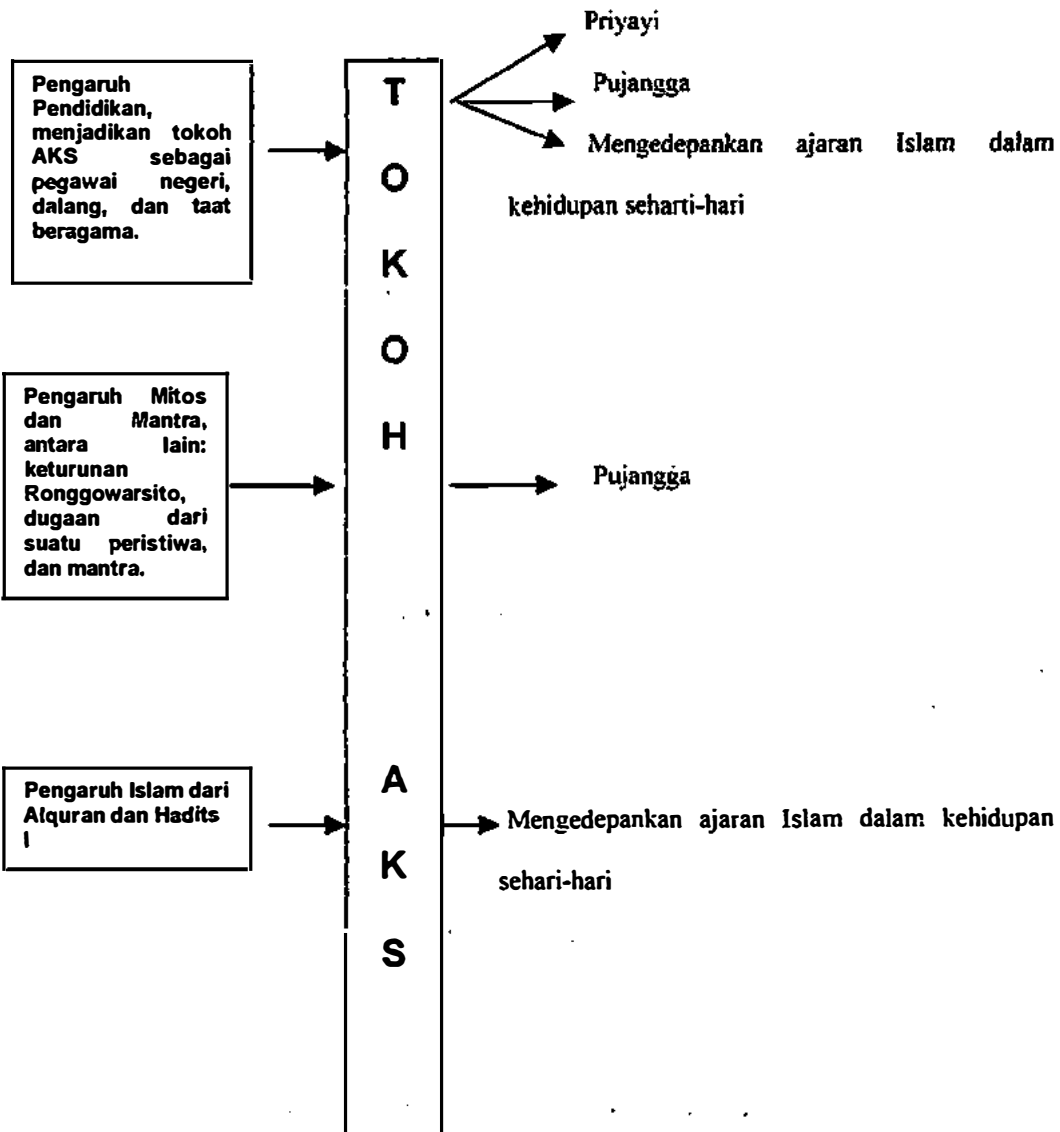 Pengaruh
Pendidikan,
menjadikan tokoh
AKS sebagai
pegawai negeri,
dalang, dan taat
beragama.
T
O
K
O
H
A
K
S
Priyayi
Pujangga
Mengedepankan ajaran Islam dalam
kehidupan seharti-hari
Pengaruh Mitos
dan Mantra,
antara lain:
keturunan
Ronggowarsito,
dugaan dari
suatu peristiwa,
dan mantra.
Pujangga
Pengaruh Islam dari
Alquran dan Hadits
Mengedepankan ajaran Islam dalam kehidupan
sehari-hari